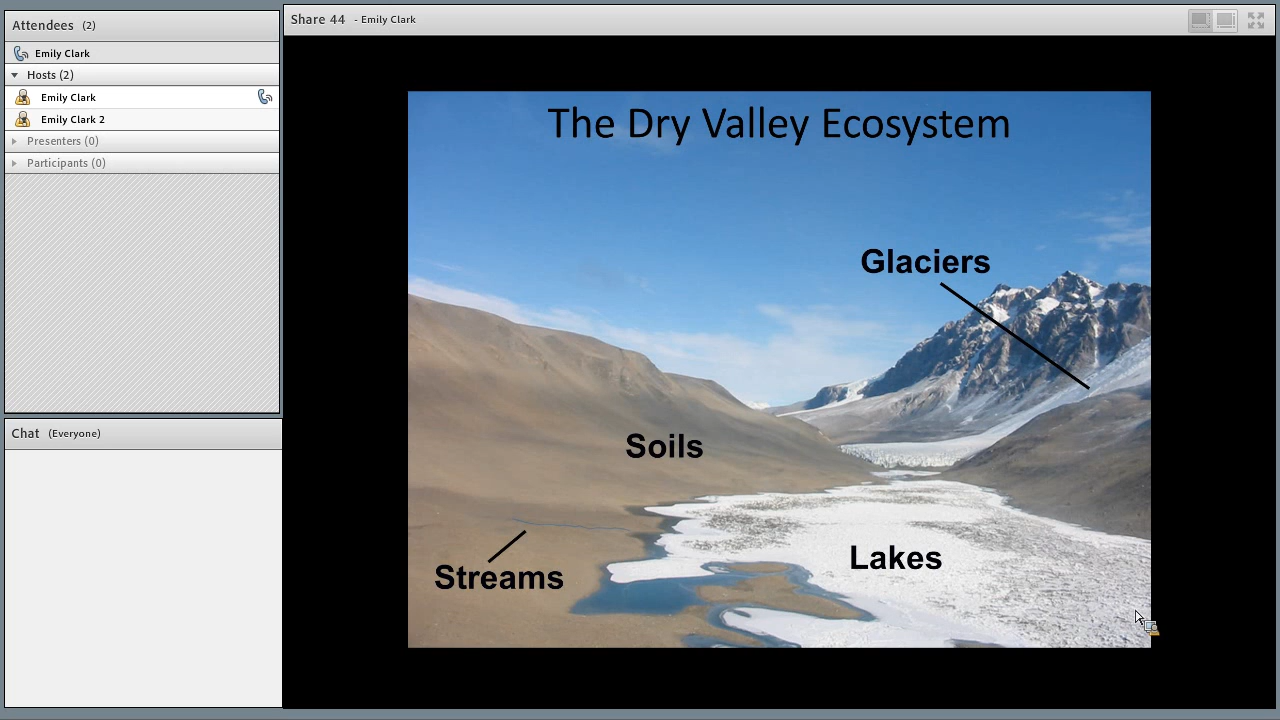 Attendees (2)
Emily Clark
Hosts (2)
Emily Clark
Emily Clark 2
Presenters (0)
Participants (0)
Chat (Everyone)
Share 44 - Emily Clark
The Dry Valley Ecosystem
Glaciers
Soils
Lakes
Streams